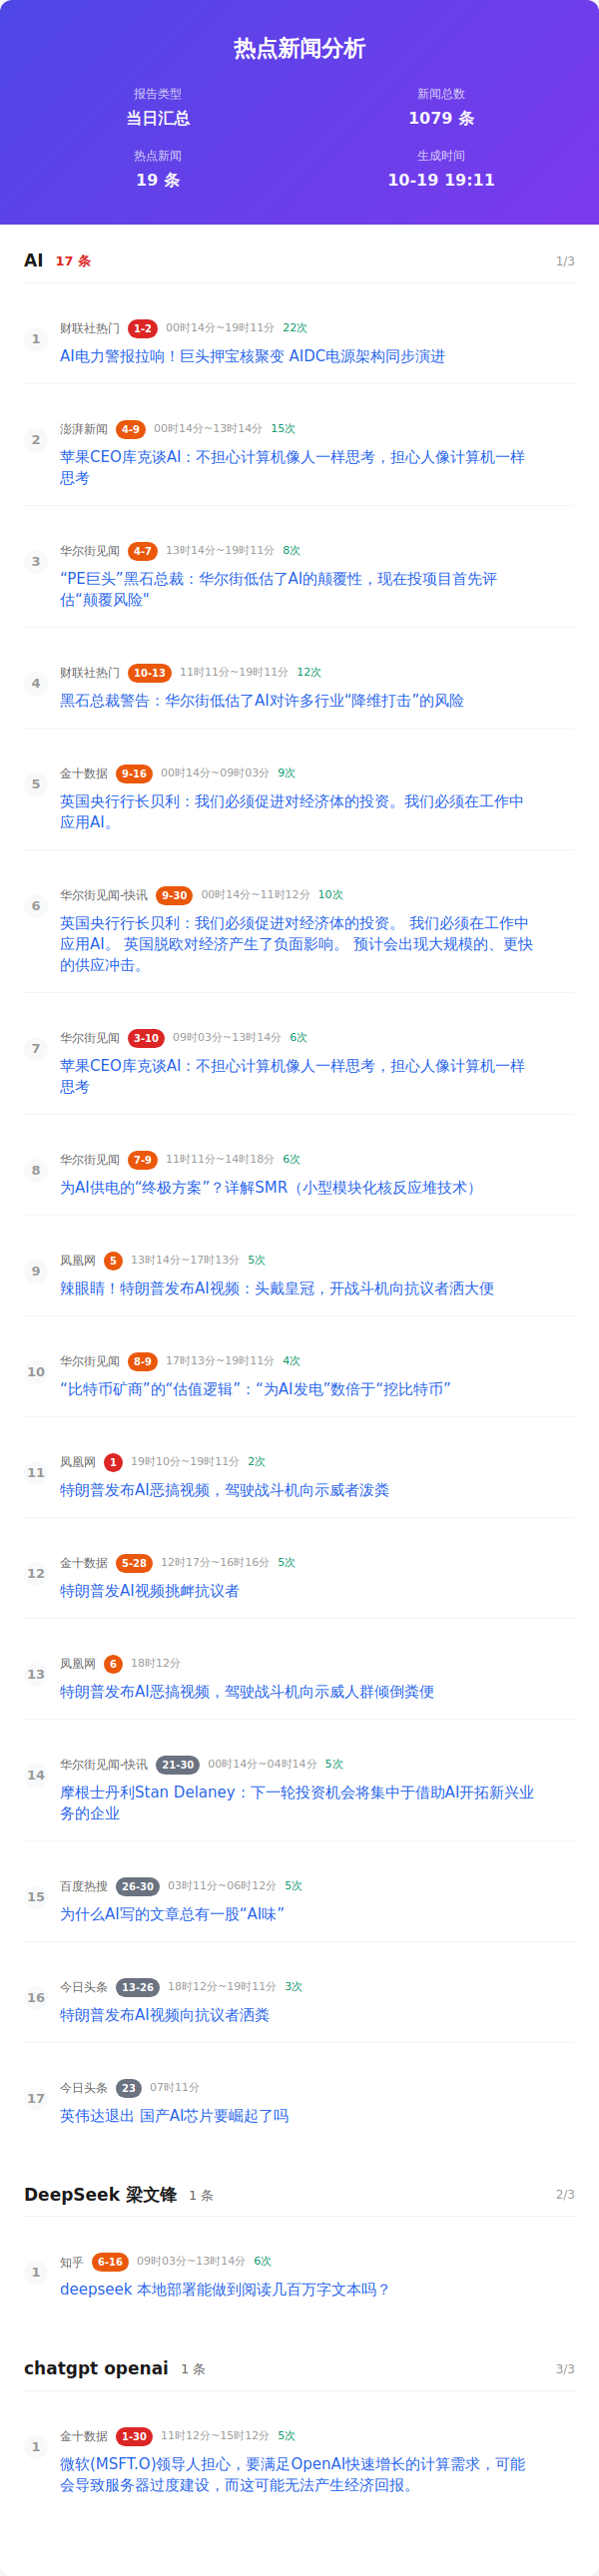 热点新闻分析
报告类型
新闻总数
当日汇总
1079 条
热点新闻
生成时间
19 条
10-19 19:11
AI 17 条 1/3
1
财联社热门 1-2 00时14分~19时11分 22次
AI电力警报拉响！巨头押宝核聚变 AIDC电源架构同步演进
2
澎湃新闻 4-9 00时14分~13时14分 15次
苹果CEO库克谈AI：不担心计算机像人一样思考，担心人像计算机一样
思考
3
华尔街见闻 4-7 13时14分~19时11分 8次
“PE巨头”黑石总裁：华尔街低估了AI的颠覆性，现在投项目首先评
估“颠覆风险"
4
财联社热门 10-13 11时11分~19时11分 12次
黑石总裁警告：华尔街低估了AI对许多行业“降维打击”的风险
5
金十数据 9-16 00时14分~09时03分 9次
英国央行行长贝利：我们必须促进对经济体的投资。我们必须在工作中
应用AI。
6
华尔街见闻-快讯 9-30 00时14分~11时12分 10次
英国央行行长贝利：我们必须促进对经济体的投资。 我们必须在工作中
应用AI。 英国脱欧对经济产生了负面影响。 预计会出现大规模的、更快
的供应冲击。
7
华尔街见闻 3-10 09时03分~13时14分 6次
苹果CEO库克谈AI：不担心计算机像人一样思考，担心人像计算机一样
思考
8
华尔街见闻 7-9 11时11分~14时18分 6次
为AI供电的“终极方案”？详解SMR（小型模块化核反应堆技术）
9
凤凰网 5 13时14分~17时13分 5次
辣眼睛！特朗普发布AI视频：头戴皇冠，开战斗机向抗议者洒大便
10
华尔街见闻 8-9 17时13分~19时11分 4次
“比特币矿商”的“估值逻辑”：“为AI发电”数倍于“挖比特币”
11
凤凰网 1 19时10分~19时11分 2次
特朗普发布AI恶搞视频，驾驶战斗机向示威者泼粪
12
金十数据 5-28 12时17分~16时16分 5次
特朗普发AI视频挑衅抗议者
13
凤凰网 6 18时12分
特朗普发布AI恶搞视频，驾驶战斗机向示威人群倾倒粪便
14
华尔街见闻-快讯 21-30 00时14分~04时14分 5次
摩根士丹利Stan Delaney：下一轮投资机会将集中于借助AI开拓新兴业
务的企业
15
百度热搜 26-30 03时11分~06时12分 5次
为什么AI写的文章总有一股“AI味”
16
今日头条 13-26 18时12分~19时11分 3次
特朗普发布AI视频向抗议者洒粪
17
今日头条 23 07时11分
英伟达退出 国产AI芯片要崛起了吗
DeepSeek 梁文锋 1 条 2/3
1
知乎 6-16 09时03分~13时14分 6次
deepseek 本地部署能做到阅读几百万字文本吗？
chatgpt openai 1 条 3/3
1
金十数据 1-30 11时12分~15时12分 5次
微软(MSFT.O)领导人担心，要满足OpenAI快速增长的计算需求，可能
会导致服务器过度建设，而这可能无法产生经济回报。